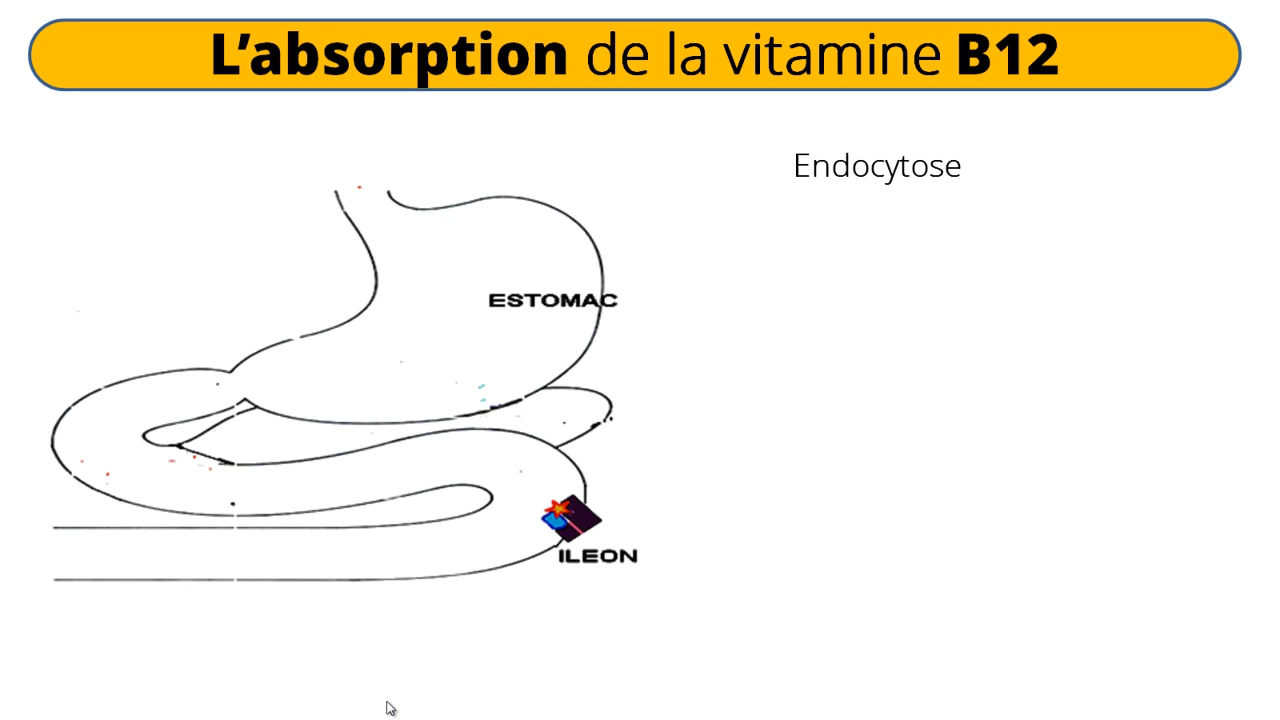 L’absorption de la vitamine B12
Endocytose
ESTOMAC
ILEON